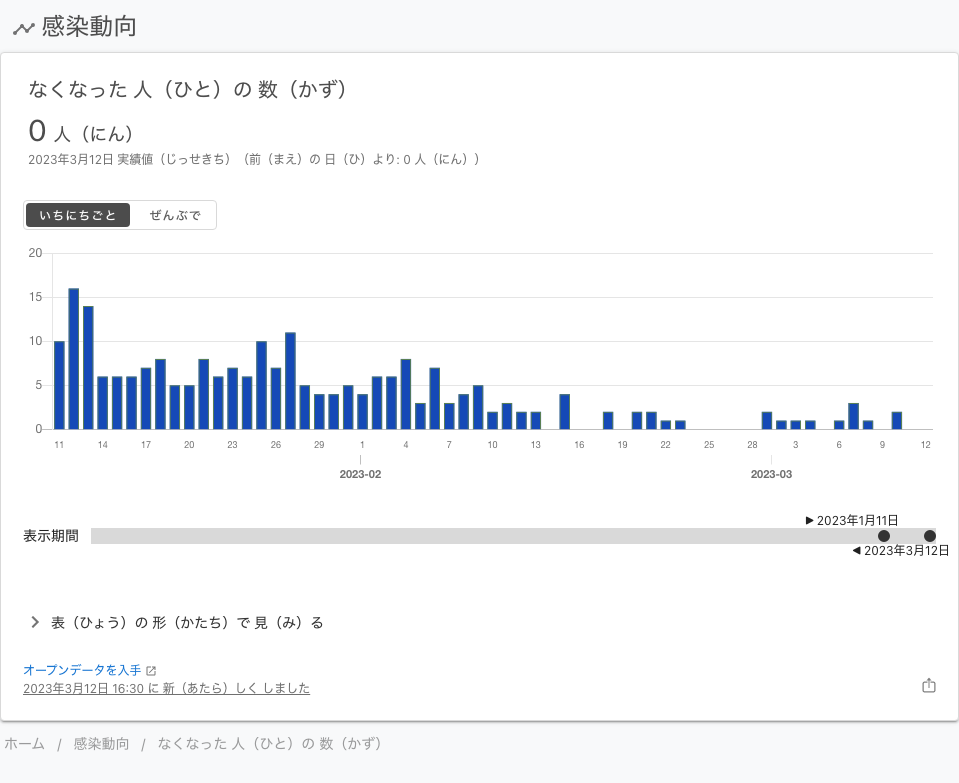 感染動向
なくなった 人（ひと）の 数（かず）
0 人（にん）
2023年3月12日 実績値（じっせきち）（前（まえ）の 日（ひ）より: 0 人（にん））
いちにちごと ぜんぶで
20
15
10
5
0
11 14 17 20 23 26 29 1 4 7 10 13 16 19 22 25 28 3 6 9 12
2023-02 2023-03
▶ 2023年1月11日
表示期間
◀ 2023年3月12日
表（ひょう）の 形（かたち）で 見（み）る
オープンデータを入手
2023年3月12日 16:30 に 新（あたら）しく しました
ホーム / 感染動向 / なくなった 人（ひと）の 数（かず）